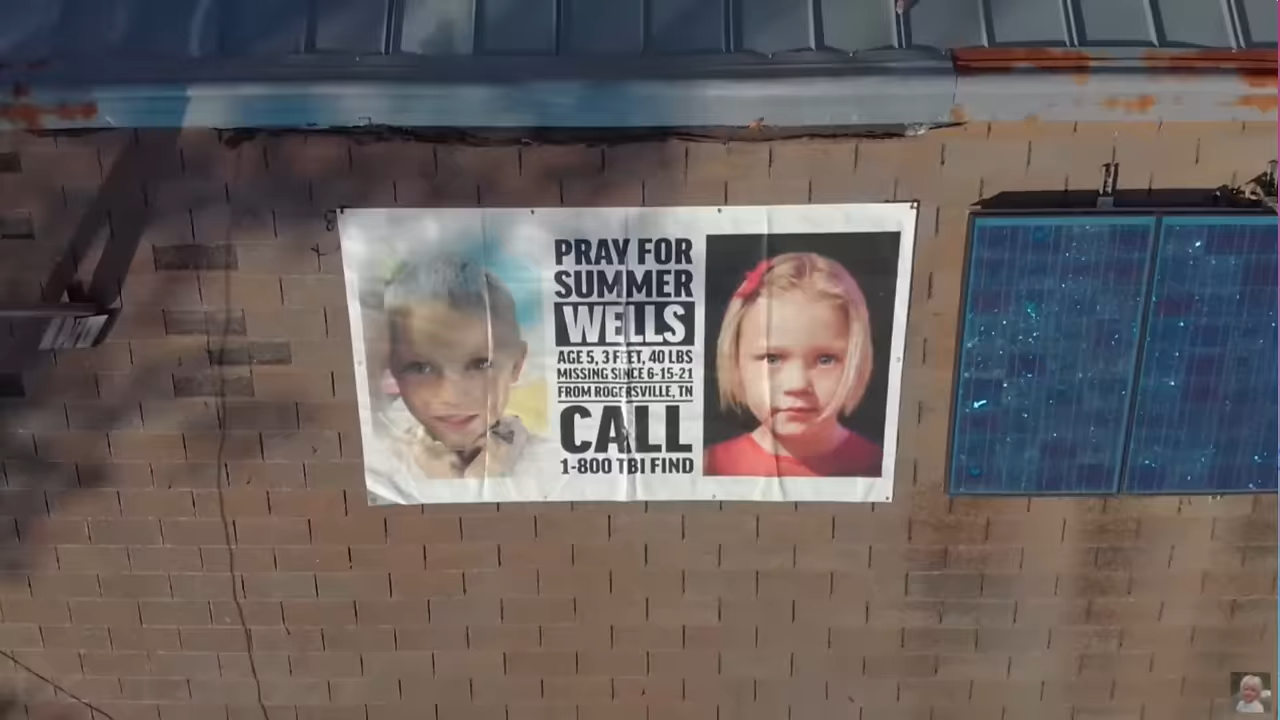 PRAY FOR
SUMMER
WELLS
AGE 5, 3 FEET, 40 LBS
MISSING SINCE 6-15-21
FROM ROGERSVILLE, TN
CALL
1-800 TBI FIND